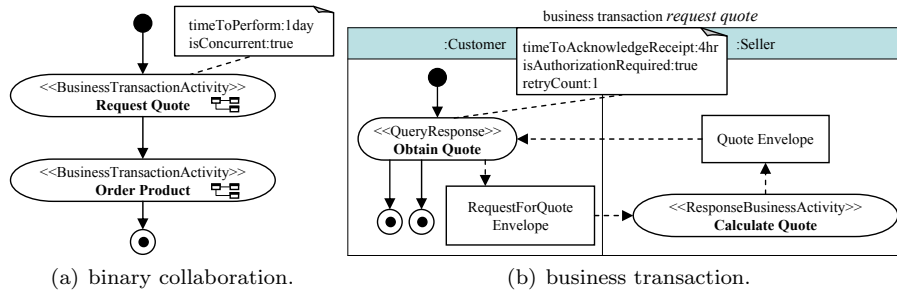 timeToPerform:1day
isConcurrent:true
<<BusinessTransactionActivity>>
Request Quote
<<BusinessTransactionActivity>>
Order Product
(a) binary collaboration.
business transaction request quote
:Customer
:Seller
timeToAcknowledgeReceipt:4hr
isAuthorizationRequired:true
retryCount:1
<<QueryResponse>>
Obtain Quote
Quote Envelope
RequestForQuote
Envelope
<<ResponseBusinessActivity>>
Calculate Quote
(b) business transaction.